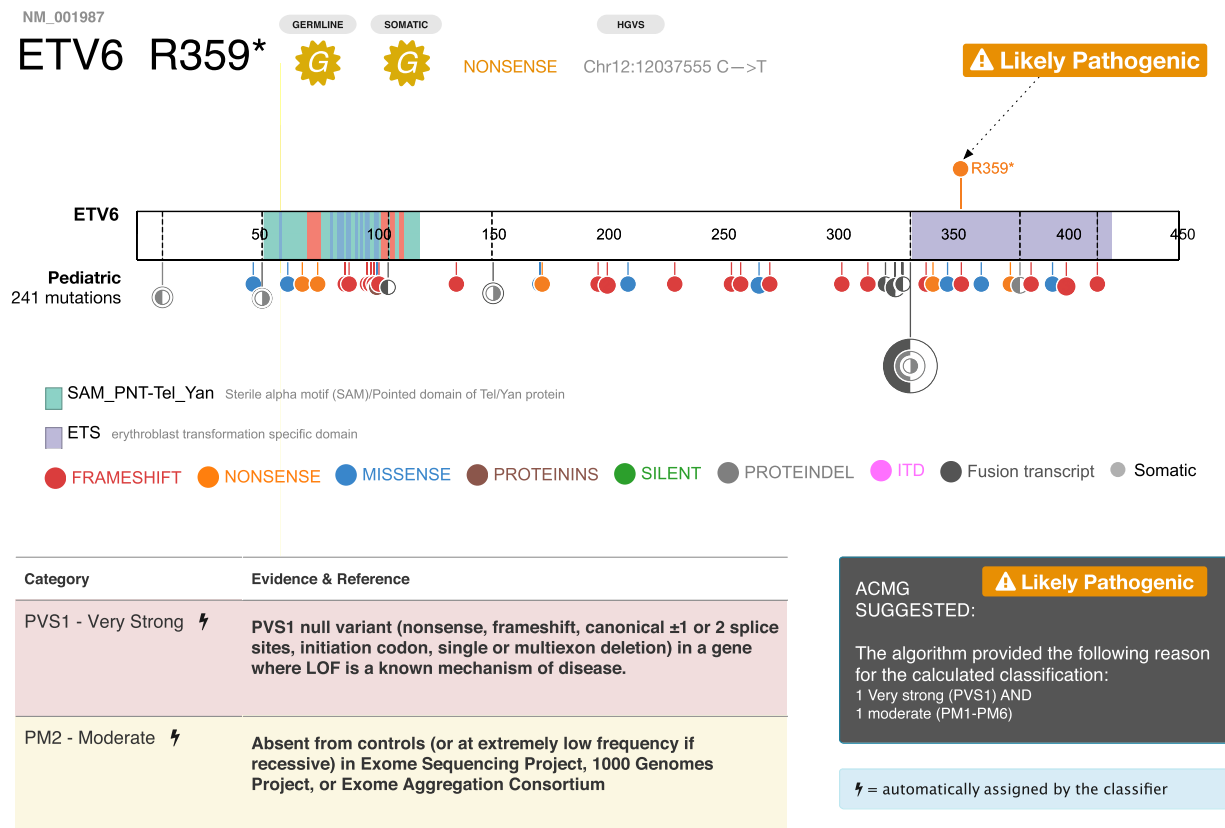 NM_001987
GERMLINE
SOMATIC
HGVS
ETV6 R359*
G
G
NONSENSE
Chr12:12037555 C—>T
Likely Pathogenic
R359*
ETV6
50
100
150
200
250
300
350
400
450
Pediatric
241 mutations
SAM_PNT-Tel_Yan Sterile alpha motif (SAM)/Pointed domain of Tel/Yan protein
ETS erythroblast transformation specific domain
FRAMESHIFT NONSENSE MISSENSE PROTEININS SILENT PROTEINDEL ITD Fusion transcript Somatic
Category
Evidence & Reference
PVS1 - Very Strong
PVS1 null variant (nonsense, frameshift, canonical ±1 or 2 splice
sites, initiation codon, single or multiexon deletion) in a gene
where LOF is a known mechanism of disease.
PM2 - Moderate
Absent from controls (or at extremely low frequency if
recessive) in Exome Sequencing Project, 1000 Genomes
Project, or Exome Aggregation Consortium
ACMG
SUGGESTED:
Likely Pathogenic
The algorithm provided the following reason
for the calculated classification:
1 Very strong (PVS1) AND
1 moderate (PM1-PM6)
= automatically assigned by the classifier